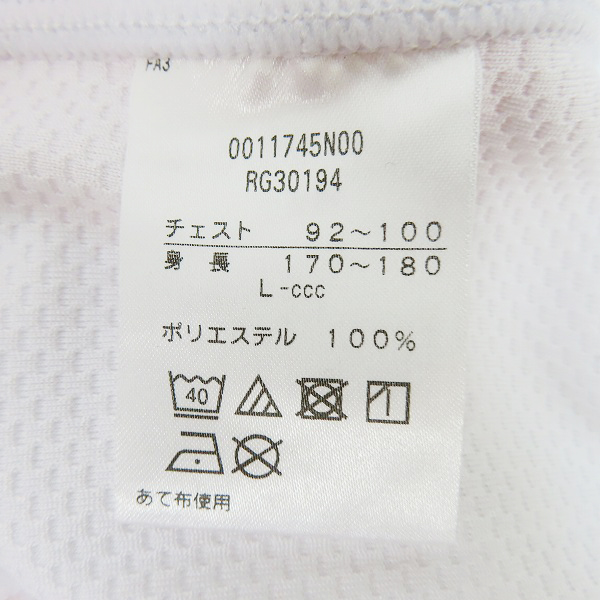 FA3
0011745N00
RG30194
チェスト 92~100
身長 170~180
L-ccc
ポリエステル 100%
40
あて布使用